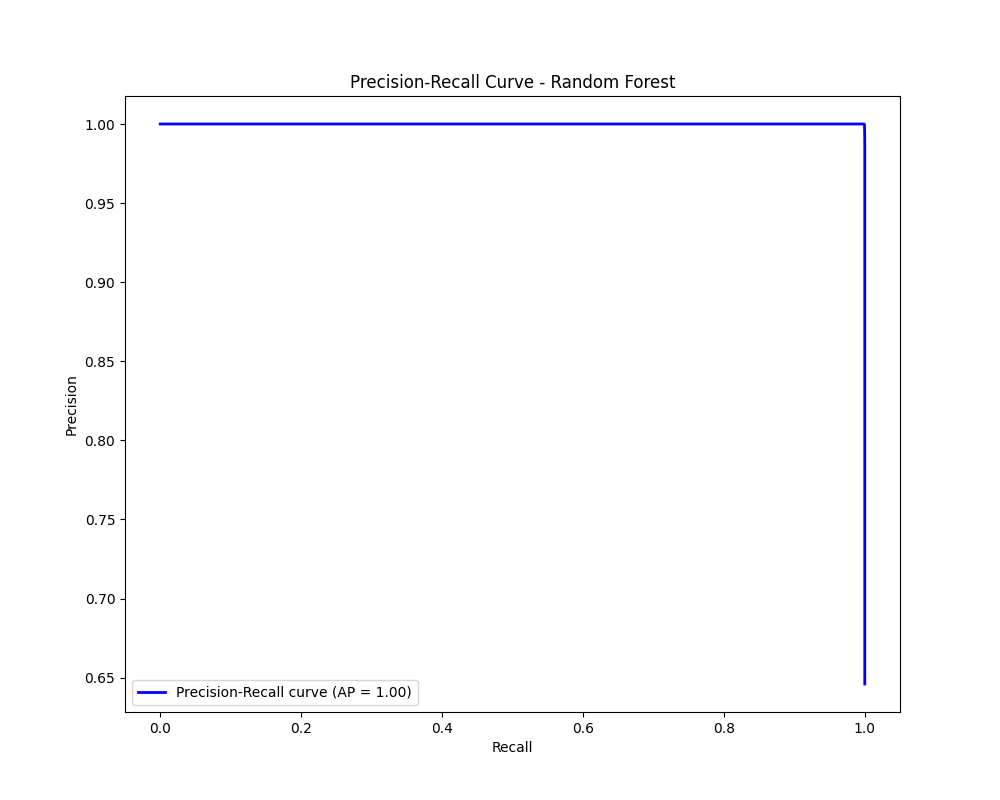 Precision-Recall Curve - Random Forest
1.00
0.95
0.90
0.85
0.80
0.75
0.70
0.65
Precision
Precision-Recall curve (AP = 1.00)
0.0 0.2 0.4 0.6 0.8 1.0
Recall